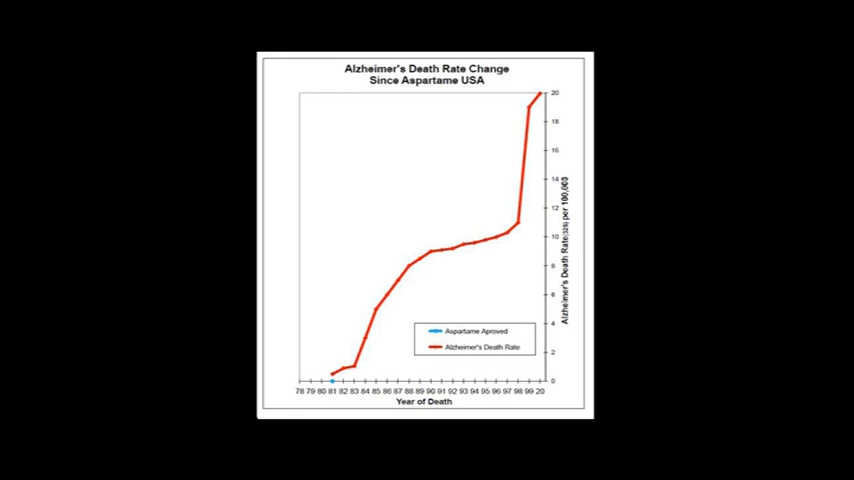 Alzheimer's Death Rate Change
Since Aspartame USA
20
18
16
14
12
10
8
6
4
2
0
Alzheimer's Death Rate(325) per 100,000
Aspartame Aproved
Alzheimer's Death Rate
78 79 80 81 82 83 84 85 86 87 88 89 90 91 92 93 94 95 96 97 98 99 20
Year of Death